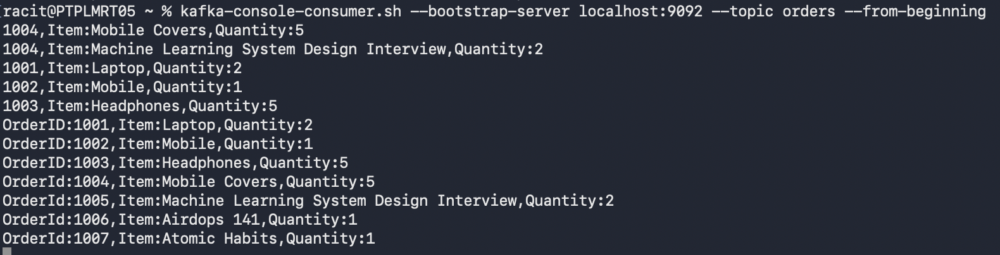 racit@PTPLMRT05 ~ % kafka-console-consumer.sh --bootstrap-server localhost:9092 --topic orders --from-beginning
1004,Item:Mobile Covers,Quantity:5
1004,Item:Machine Learning System Design Interview,Quantity:2
1001,Item:Laptop,Quantity:2
1002,Item:Mobile,Quantity:1
1003,Item:Headphones,Quantity:5
OrderID:1001,Item:Laptop,Quantity:2
OrderID:1002,Item:Mobile,Quantity:1
OrderID:1003,Item:Headphones,Quantity:5
OrderId:1004,Item:Mobile Covers,Quantity:5
OrderId:1005,Item:Machine Learning System Design Interview,Quantity:2
OrderId:1006,Item:Airdops 141,Quantity:1
OrderId:1007,Item:Atomic Habits,Quantity:1